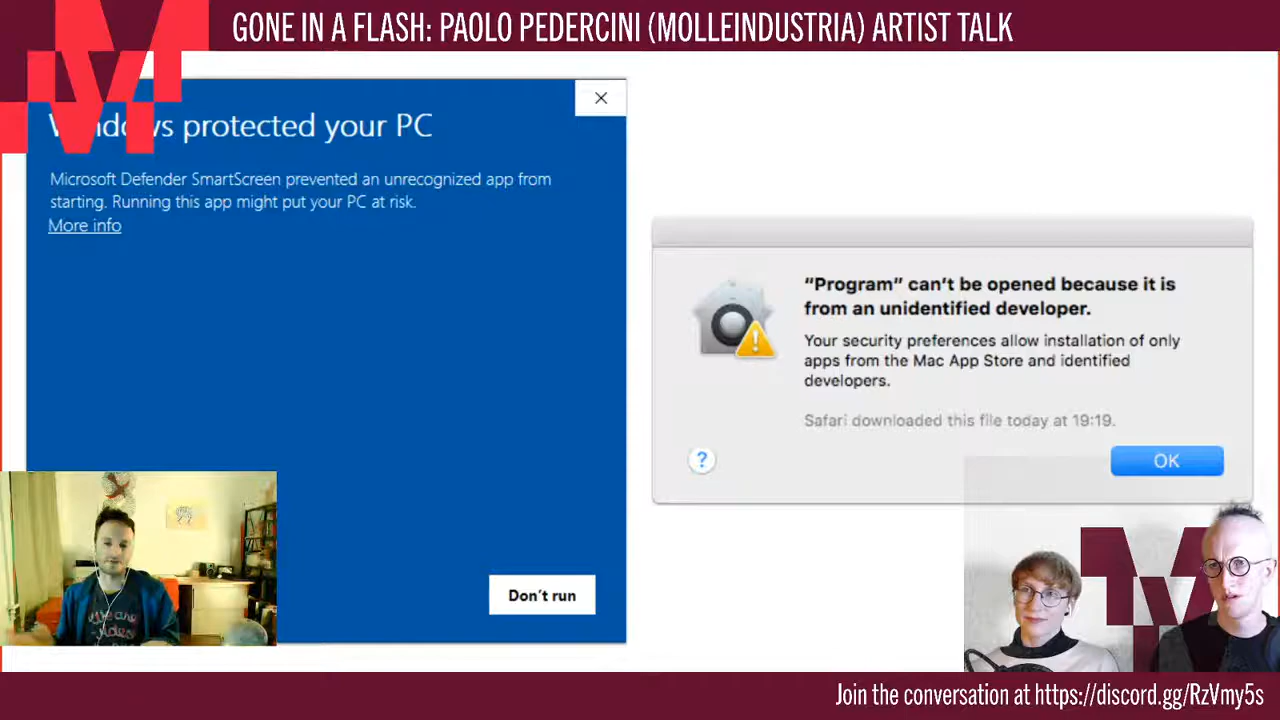 GONE IN A FLASH: PAOLO PEDERCINI (MOLLEINDUSTRIA) ARTIST TALK
Windows protected your PC
Microsoft Defender SmartScreen prevented an unrecognized app from
starting. Running this app might put your PC at risk.
More info
Don't run
“Program” can't be opened because it is
from an unidentified developer.
Your security preferences allow installation of only
apps from the Mac App Store and identified
developers.
Safari downloaded this file today at 19:19.
?
OK
Join the conversation at https://discord.gg/RzVmy5s